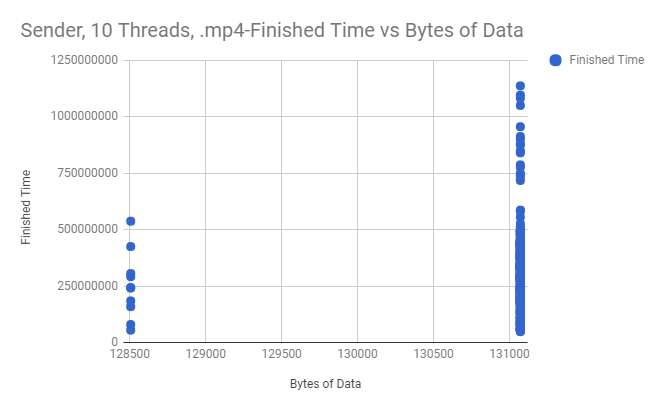 Sender, 10 Threads, .mp4-Finished Time vs Bytes of Data
Finished Time
1250000000
1000000000
750000000
500000000
250000000
0
Finished Time
128500 129000 129500 130000 130500 131000
Bytes of Data